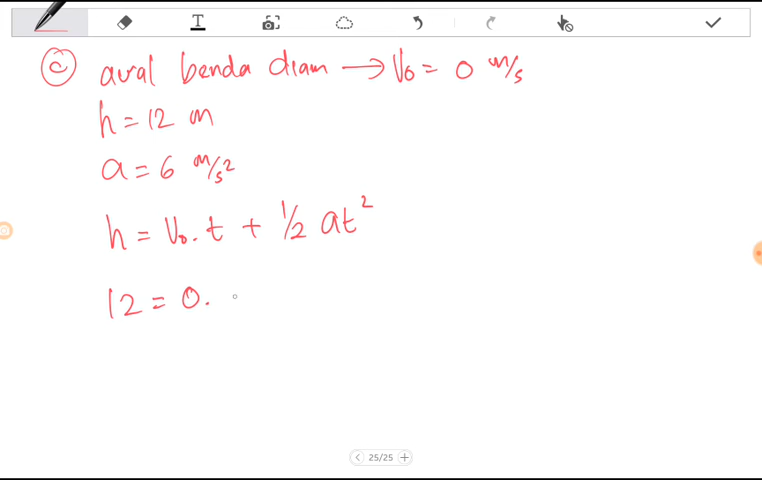 T
ⓒ awal benda diam → V₀ = 0 m/s
h = 12 m
a = 6 m/s²
h = V₀. t + 1/2 at²
12 = 0.
25/25